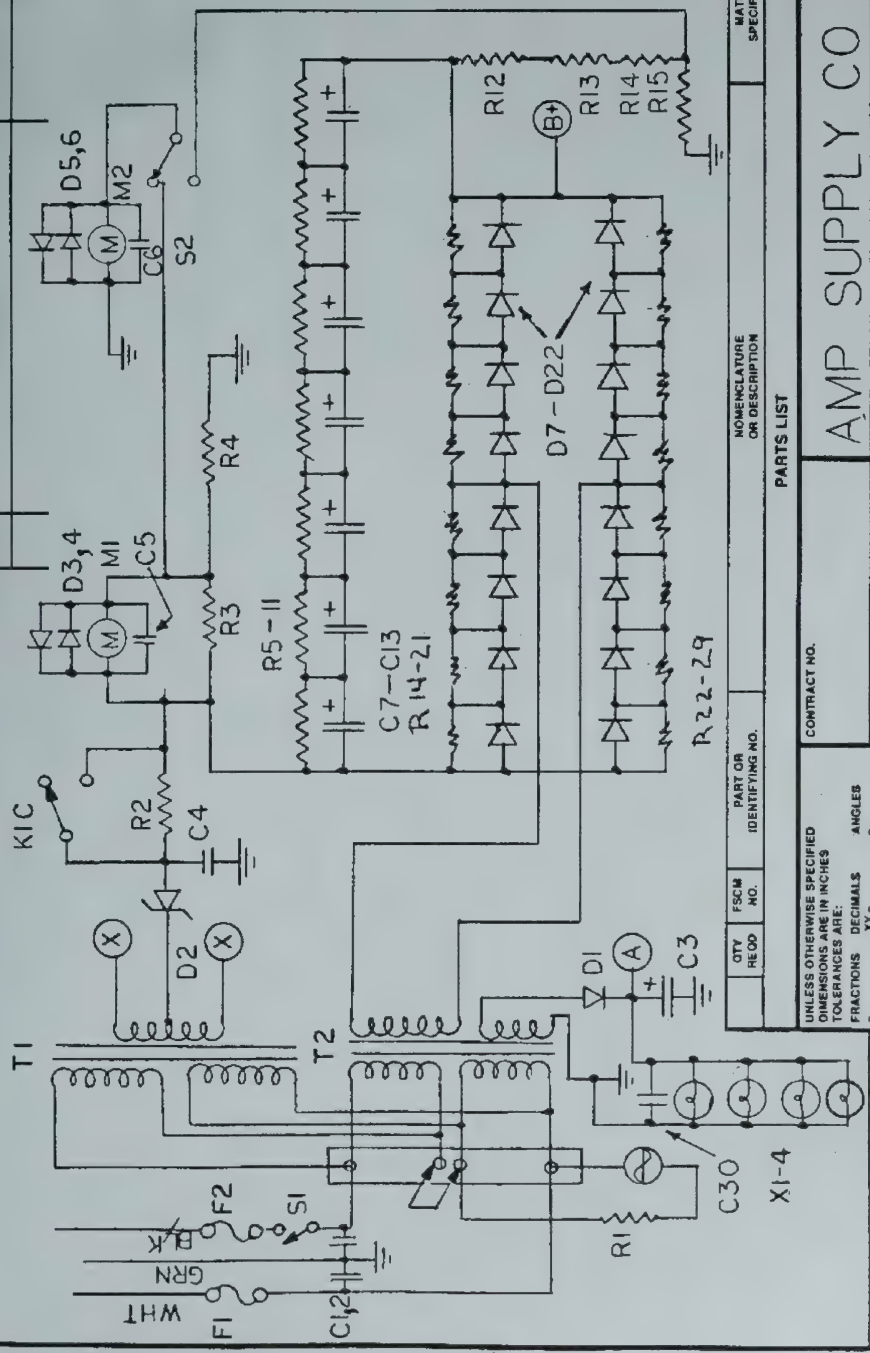 T1
K1C
D3,4
M1
C5
D5,6
M2
C6
S2
X
D2
X
R2
C4
R3
R4
R5-11
+ + + + + + +
C7-C13
R14-21
R12
R13
R14
R15
B+
D7-D22
R22-29
WHT
GRN
BLK
F1
F2
S1
C1,2
T2
D1
A
+
C3
R1
C30
X1-4
QTY REQD
FSCM NO.
PART OR IDENTIFYING NO.
NOMENCLATURE OR DESCRIPTION
PARTS LIST
UNLESS OTHERWISE SPECIFIED
DIMENSIONS ARE IN INCHES
TOLERANCES ARE:
FRACTIONS DECIMALS ANGLES
CONTRACT NO.
AMP SUPPLY CO
M
M